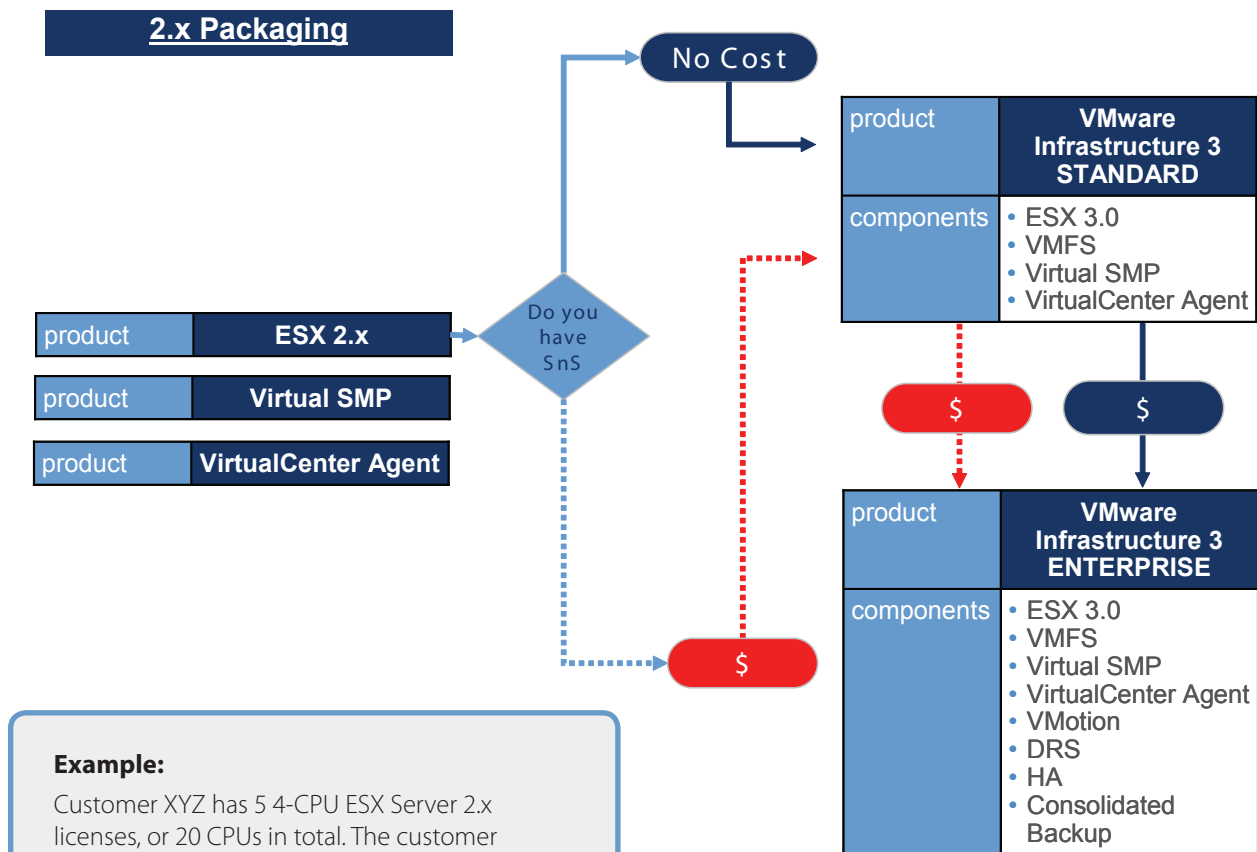 2.x Packaging
No Cost
product
VMware
Infrastructure 3
STANDARD
components
• ESX 3.0
• VMFS
• Virtual SMP
• VirtualCenter Agent
Do you
have
SnS
product
ESX 2.x
product
Virtual SMP
product
VirtualCenter Agent
$
$
$
product
VMware
Infrastructure 3
ENTERPRISE
components
• ESX 3.0
• VMFS
• Virtual SMP
• VirtualCenter Agent
• VMotion
• DRS
• HA
• Consolidated
Backup
Example:
Customer XYZ has 5 4-CPU ESX Server 2.x
licenses, or 20 CPUs in total. The customer